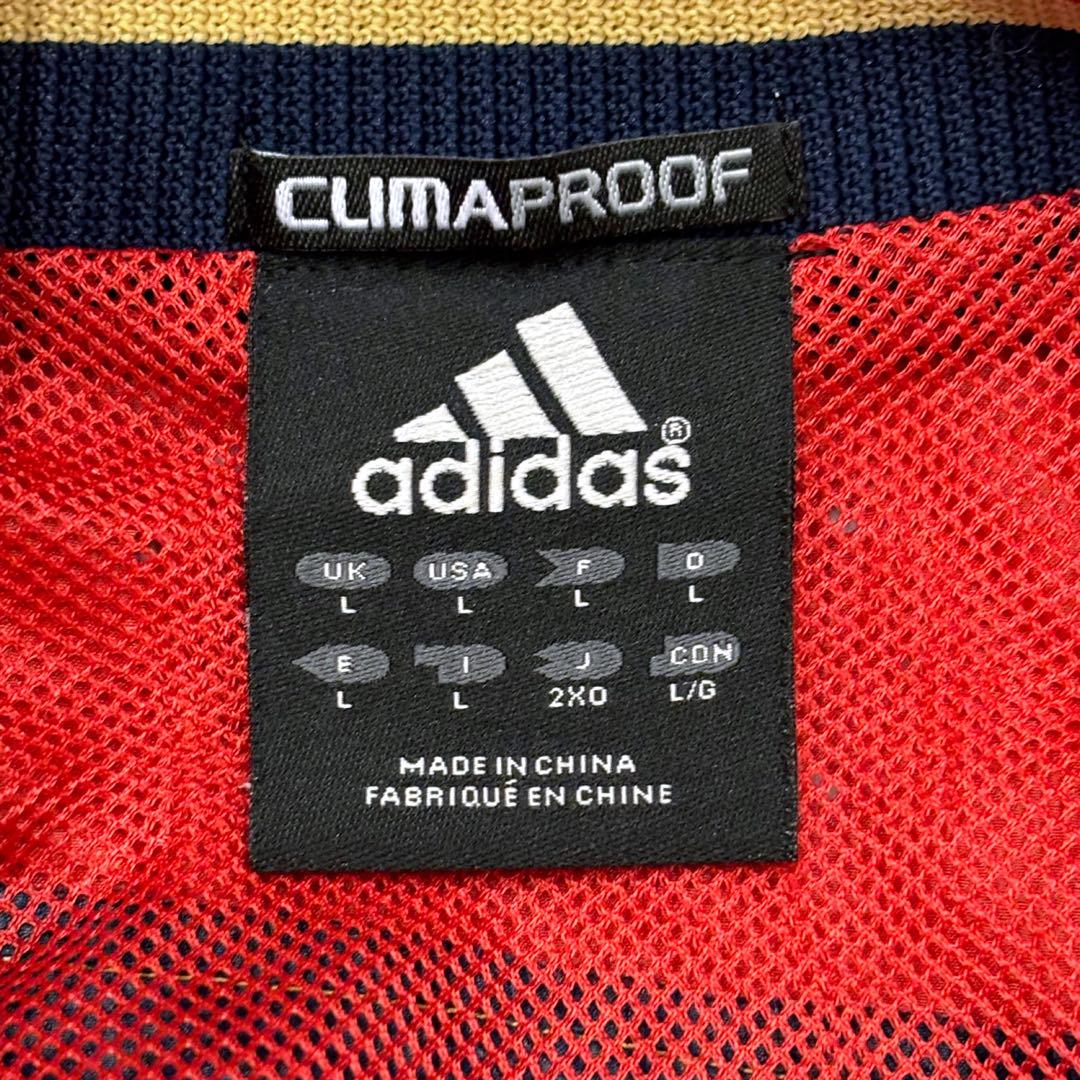 CLIMAPROOF
adidas®
UK USA F D
L L L L
E I J CDN
L L 2XO L/G
MADE IN CHINA
FABRIQUÉ EN CHINE